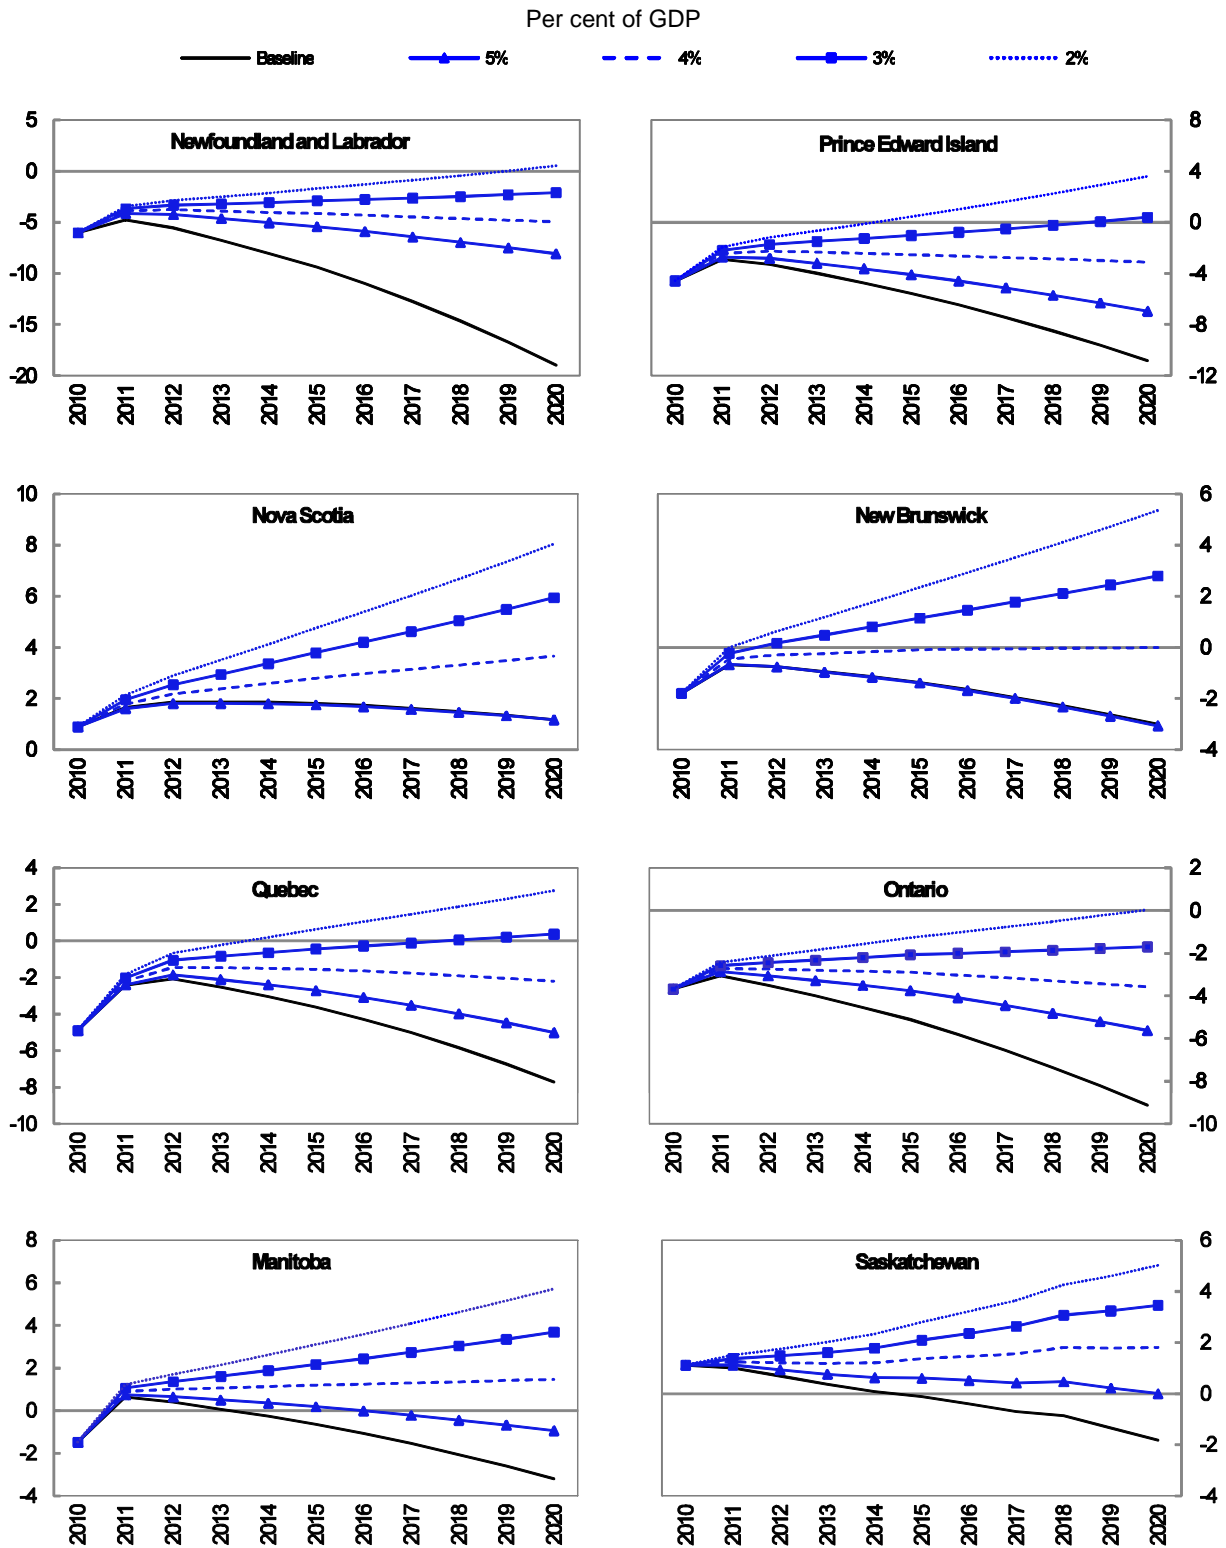 Per cent of GDP
Baseline 5% 4% 3% 2%
Newfoundland and Labrador
5
0
-5
-10
-15
-20
2010 2011 2012 2013 2014 2015 2016 2017 2018 2019 2020
Prince Edward Island
8
4
0
-4
-8
-12
2010 2011 2012 2013 2014 2015 2016 2017 2018 2019 2020
Nova Scotia
10
8
6
4
2
0
2010 2011 2012 2013 2014 2015 2016 2017 2018 2019 2020
New Brunswick
6
4
2
0
-2
-4
2010 2011 2012 2013 2014 2015 2016 2017 2018 2019 2020
Quebec
4
2
0
-2
-4
-6
-8
-10
2010 2011 2012 2013 2014 2015 2016 2017 2018 2019 2020
Ontario
2
0
-2
-4
-6
-8
-10
2010 2011 2012 2013 2014 2015 2016 2017 2018 2019 2020
Manitoba
8
6
4
2
0
-2
-4
2010 2011 2012 2013 2014 2015 2016 2017 2018 2019 2020
Saskatchewan
6
4
2
0
-2
-4
2010 2011 2012 2013 2014 2015 2016 2017 2018 2019 2020